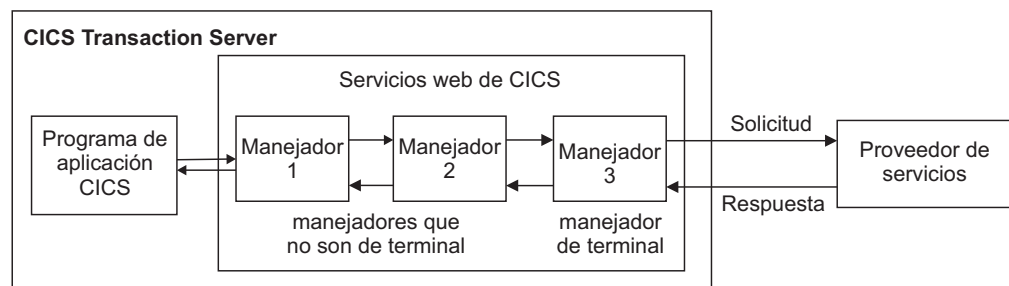 CICS Transaction Server
Servicios web de CICS
Programa de
aplicación
CICS
Manejador
1
Manejador
2
Manejador
3
Solicitud
Respuesta
Proveedor de
servicios
manejadores que
no son de terminal
manejador
de terminal